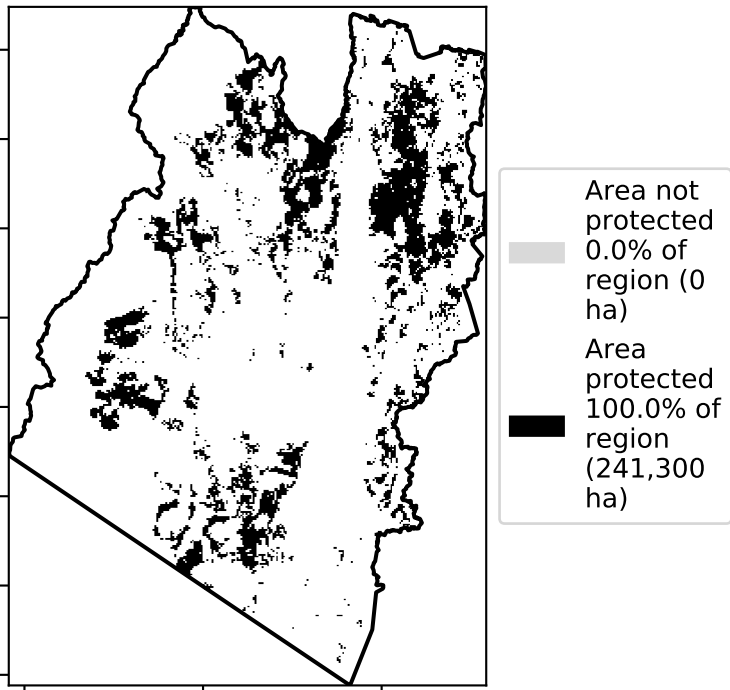 Area not
protected
0.0% of
region (0
ha)
Area
protected
100.0% of
region
(241,300
ha)